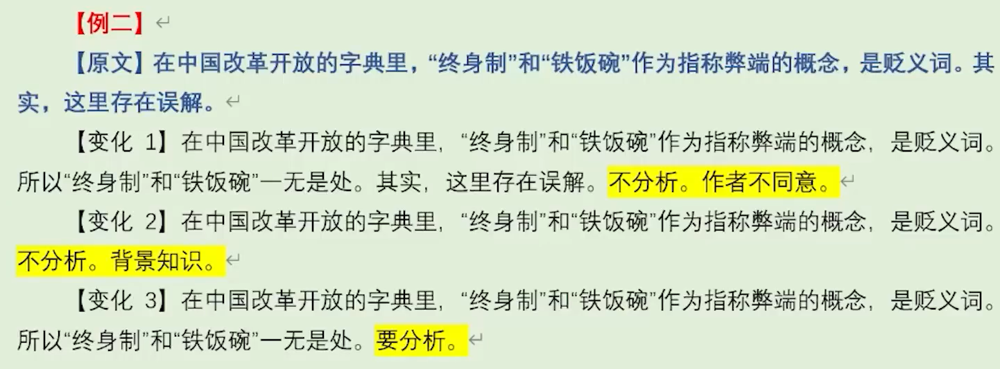 【例二】↵
【原文】在中国改革开放的字典里，“终身制”和“铁饭碗”作为指称弊端的概念，是贬义词。其
实，这里存在误解。↵
【变化 1】在中国改革开放的字典里，“终身制”和“铁饭碗”作为指称弊端的概念，是贬义词。
所以“终身制”和“铁饭碗”一无是处。其实，这里存在误解。不分析。作者不同意。↵
【变化 2】在中国改革开放的字典里，“终身制”和“铁饭碗”作为指称弊端的概念，是贬义词。
不分析。背景知识。↵
【变化 3】在中国改革开放的字典里，“终身制”和“铁饭碗”作为指称弊端的概念，是贬义词。
所以“终身制”和“铁饭碗”一无是处。要分析。↵